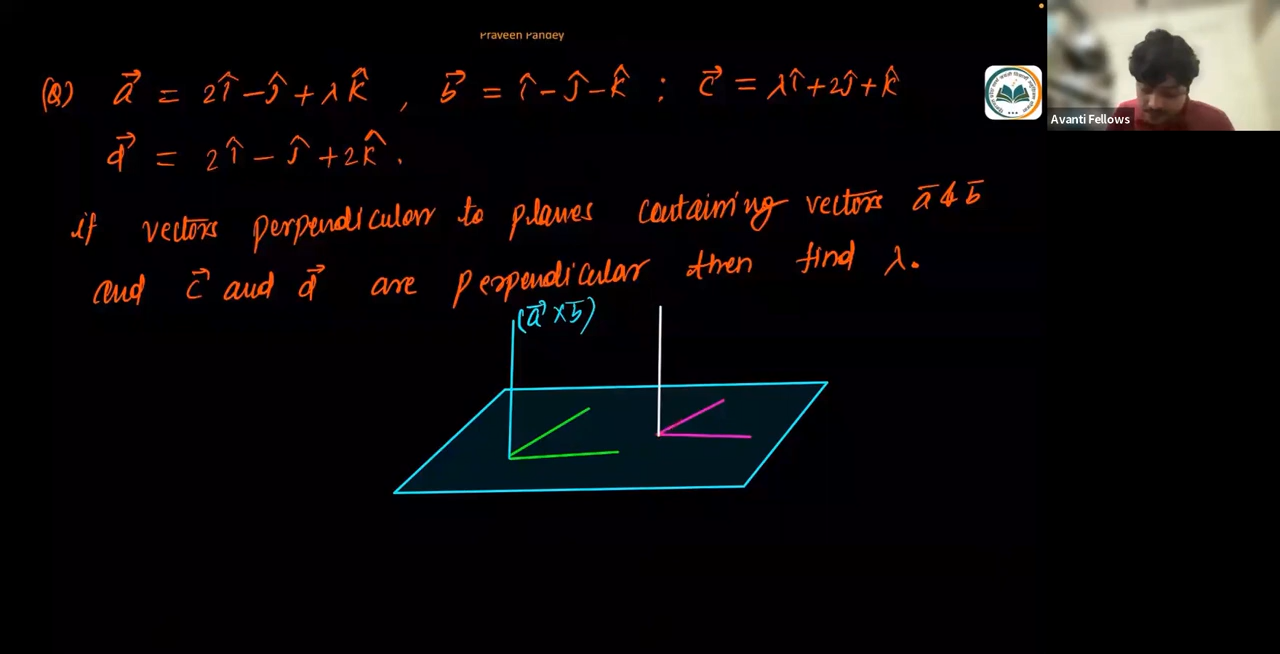 Praveen Pandey
(Q) a⃗ = 2î - ĵ + λk̂ , b⃗ = î - ĵ - k̂ ; c⃗ = λî + 2ĵ + k̂
d⃗ = 2î - ĵ + 2k̂ .
if vectors perpendicular to planes containing vectors a̅ & b̅
and c⃗ and d⃗ are perpendicular then find λ.
(a⃗ × b̅)
Avanti Fellows